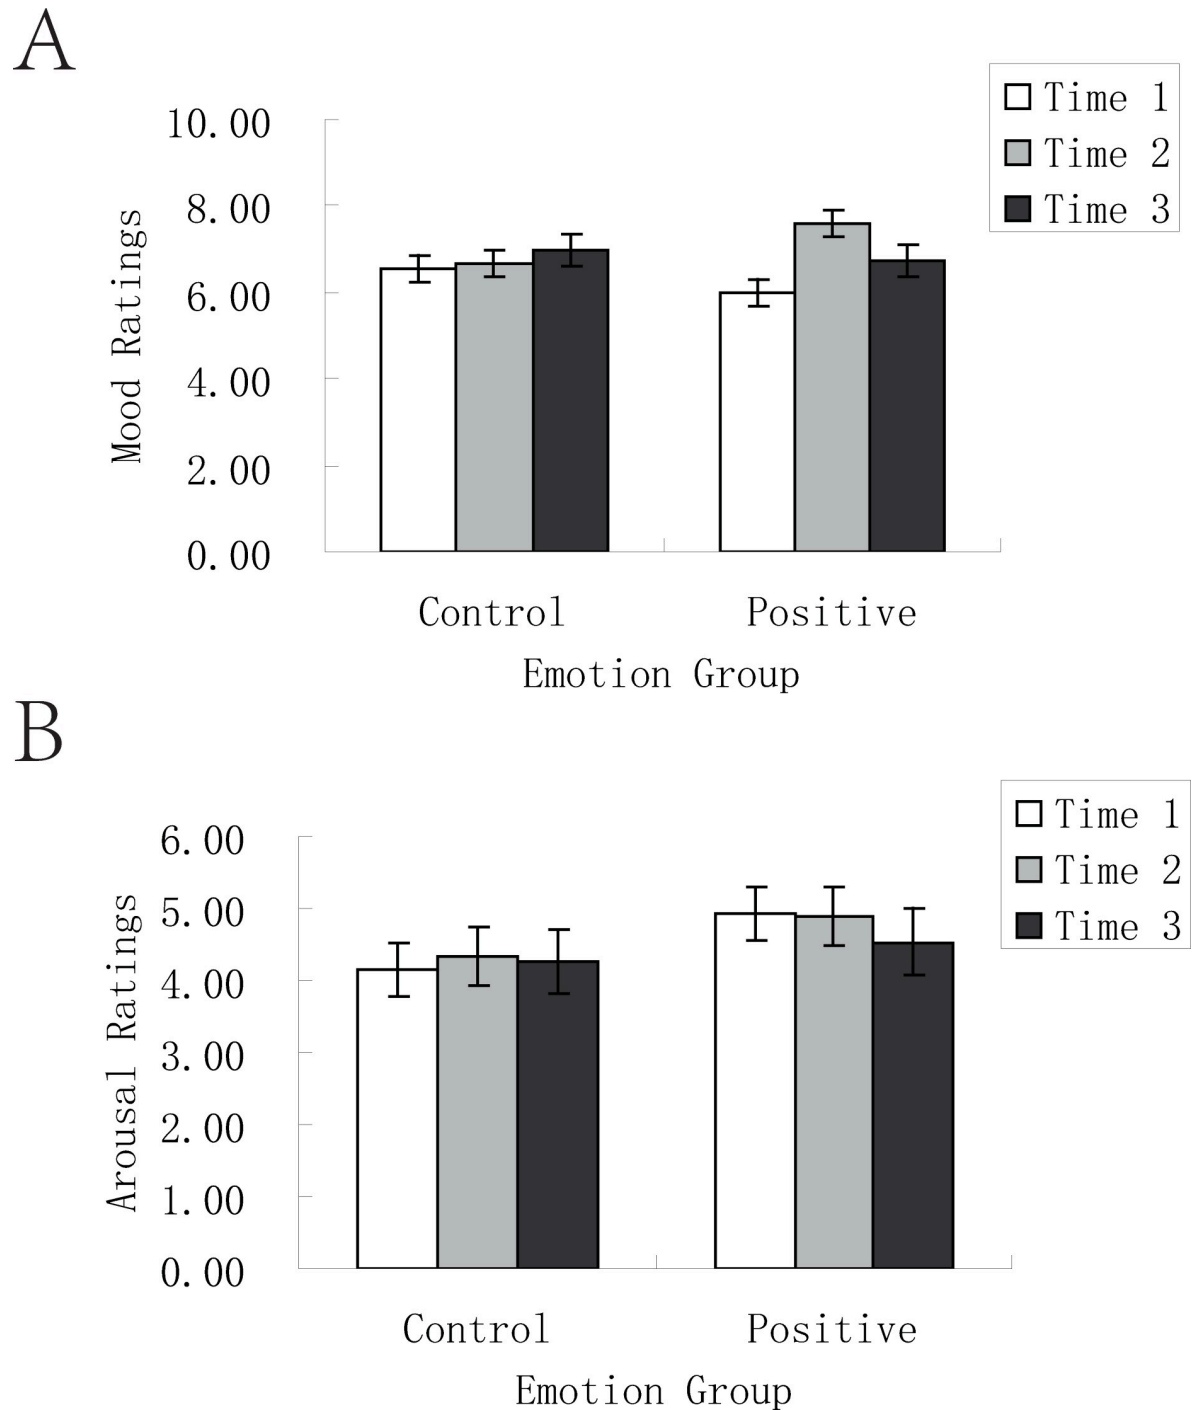 A
Time 1
Time 2
Time 3
10.00
8.00
6.00
4.00
2.00
0.00
Mood Ratings
Control Positive
Emotion Group
B
Time 1
Time 2
Time 3
6.00
5.00
4.00
3.00
2.00
1.00
0.00
Arousal Ratings
Control Positive
Emotion Group